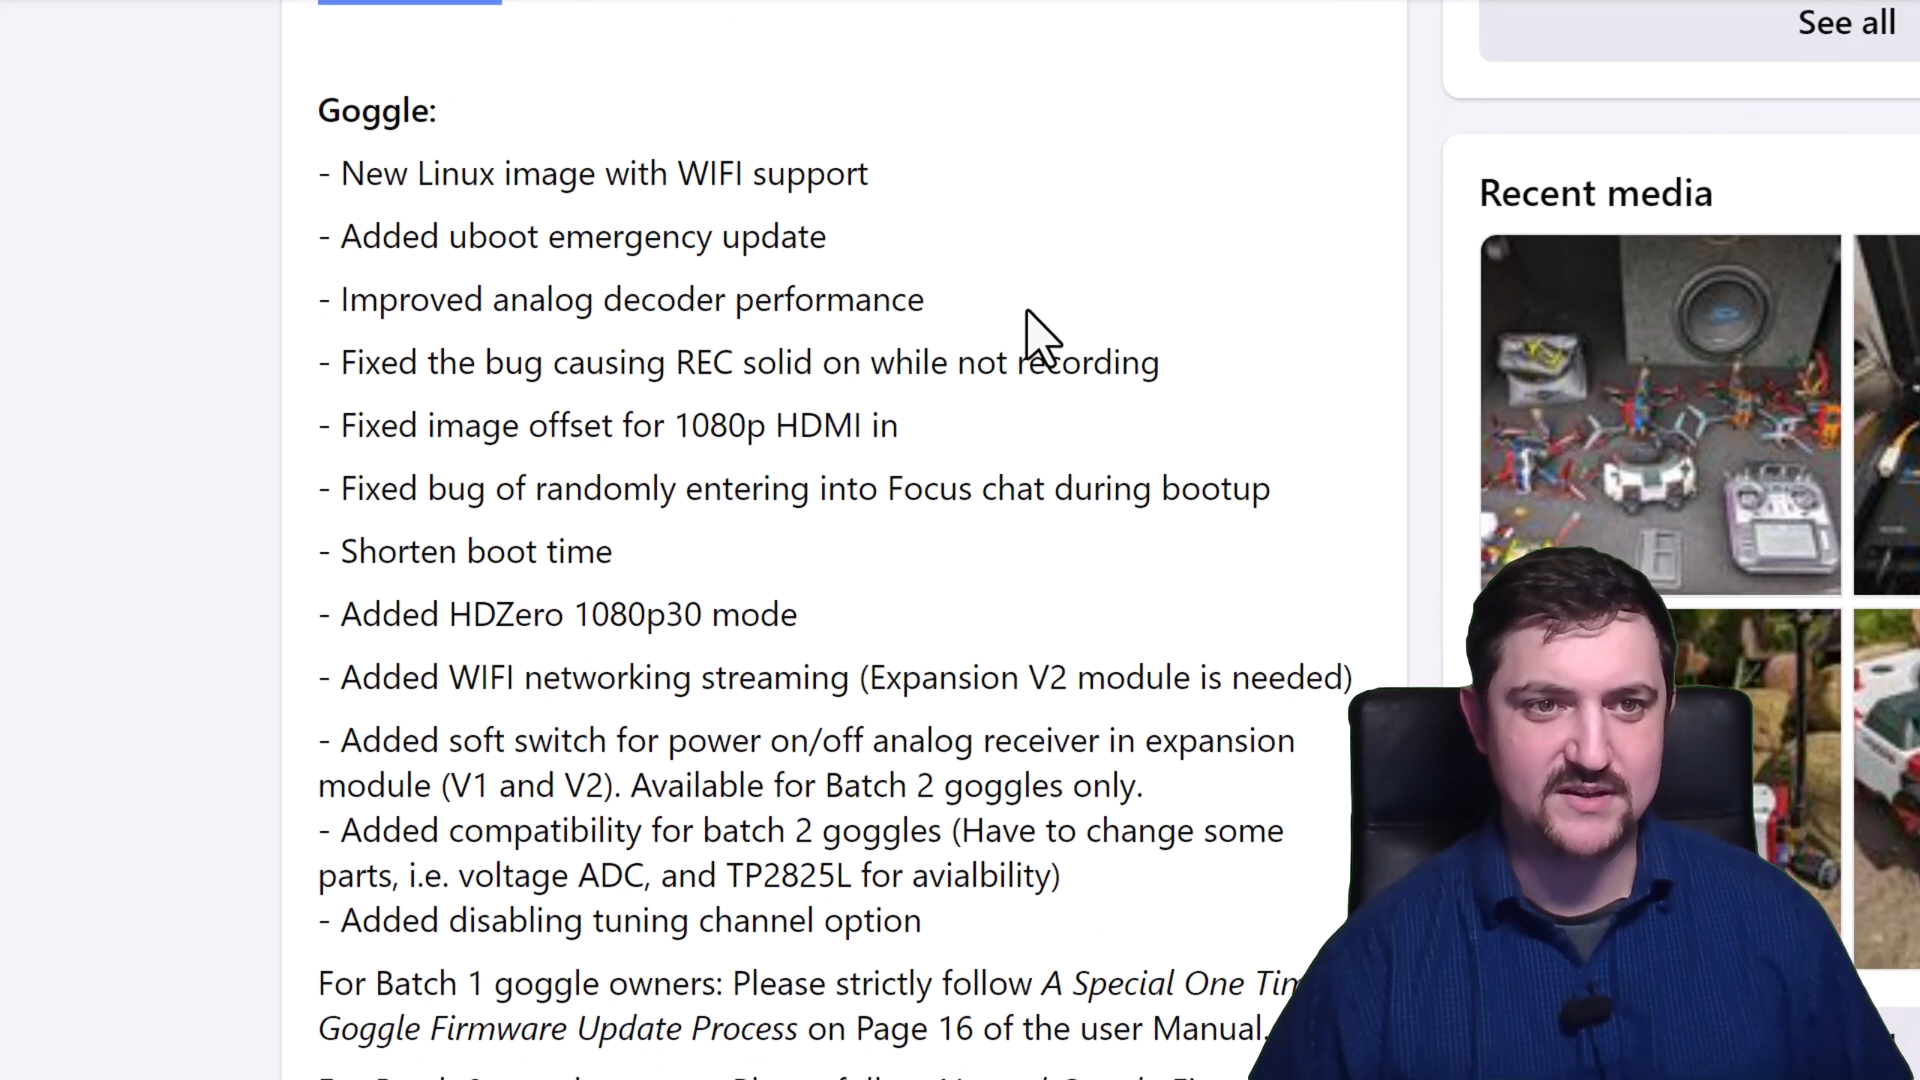 See all
Goggle:
- New Linux image with WIFI support
- Added uboot emergency update
- Improved analog decoder performance
- Fixed the bug causing REC solid on while not recording
- Fixed image offset for 1080p HDMI in
- Fixed bug of randomly entering into Focus chat during bootup
- Shorten boot time
- Added HDZero 1080p30 mode
- Added WIFI networking streaming (Expansion V2 module is needed)
- Added soft switch for power on/off analog receiver in expansion
module (V1 and V2). Available for Batch 2 goggles only.
- Added compatibility for batch 2 goggles (Have to change some
parts, i.e. voltage ADC, and TP2825L for avialbility)
- Added disabling tuning channel option
For Batch 1 goggle owners: Please strictly follow A Special One
Goggle Firmware Update Process on Page 16 of the user Manual.
Recent media